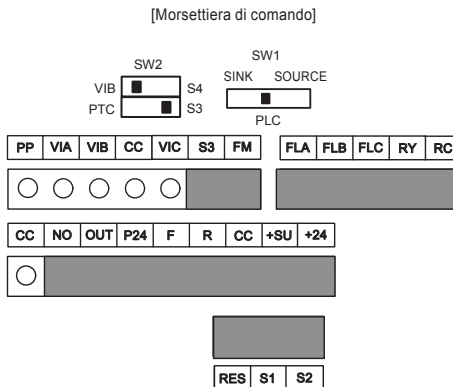 [Morsettiera di comando]
SW2
SW1
VIB S4
SINK SOURCE
PTC S3
PLC
PP VIA VIB CC VIC S3 FM FLA FLB FLC RY RC
CC NO OUT P24 F R CC +SU +24
RES S1 S2